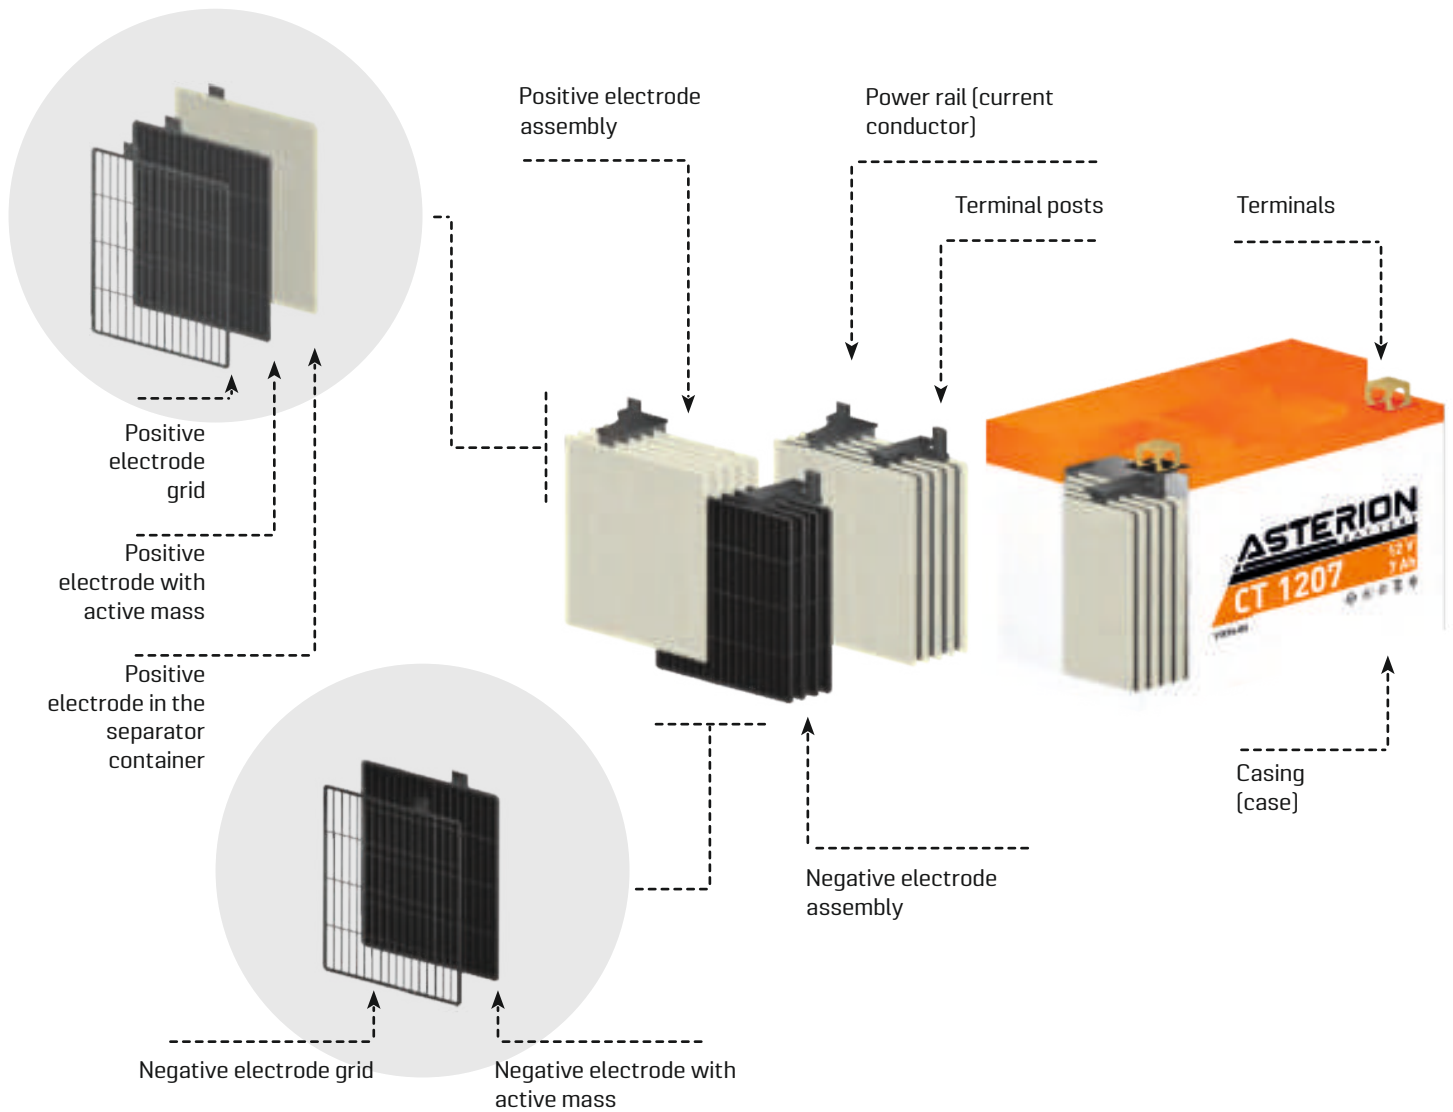 Positive electrode
assembly
Power rail (current
conductor)
Terminal posts
Terminals
Positive
electrode
grid
Positive
electrode with
active mass
Positive
electrode in the
separator
container
ASTERION
BATTERY
12 V
7 Ah
CT 1207
Casing
(case)
Negative electrode
assembly
Negative electrode grid
Negative electrode with
active mass